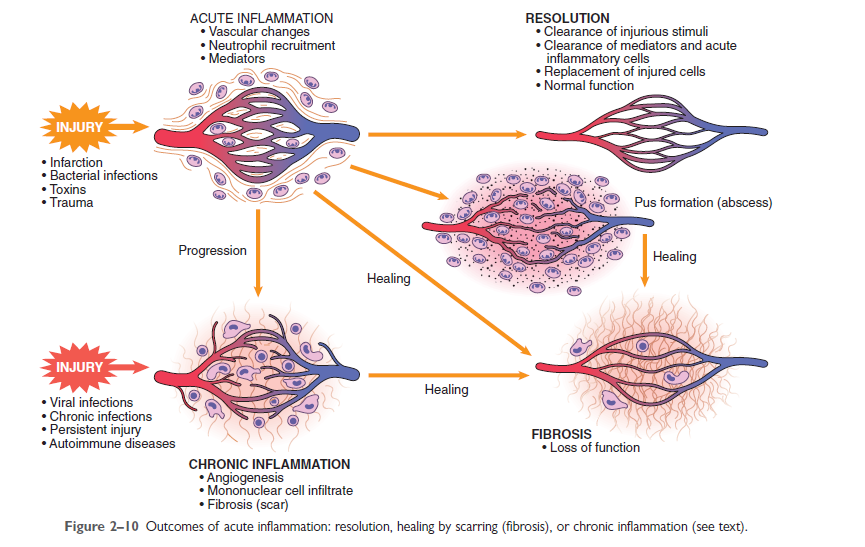 ACUTE INFLAMMATION
• Vascular changes
• Neutrophil recruitment
• Mediators
RESOLUTION
• Clearance of injurious stimuli
• Clearance of mediators and acute
inflammatory cells
• Replacement of injured cells
• Normal function
INJURY
• Infarction
• Bacterial infections
• Toxins
• Trauma
Pus formation (abscess)
Progression
Healing
Healing
INJURY
• Viral infections
• Chronic infections
• Persistent injury
• Autoimmune diseases
Healing
FIBROSIS
• Loss of function
CHRONIC INFLAMMATION
• Angiogenesis
• Mononuclear cell infiltrate
• Fibrosis (scar)
Figure 2–10 Outcomes of acute inflammation: resolution, healing by scarring (fibrosis), or chronic inflammation (see text).